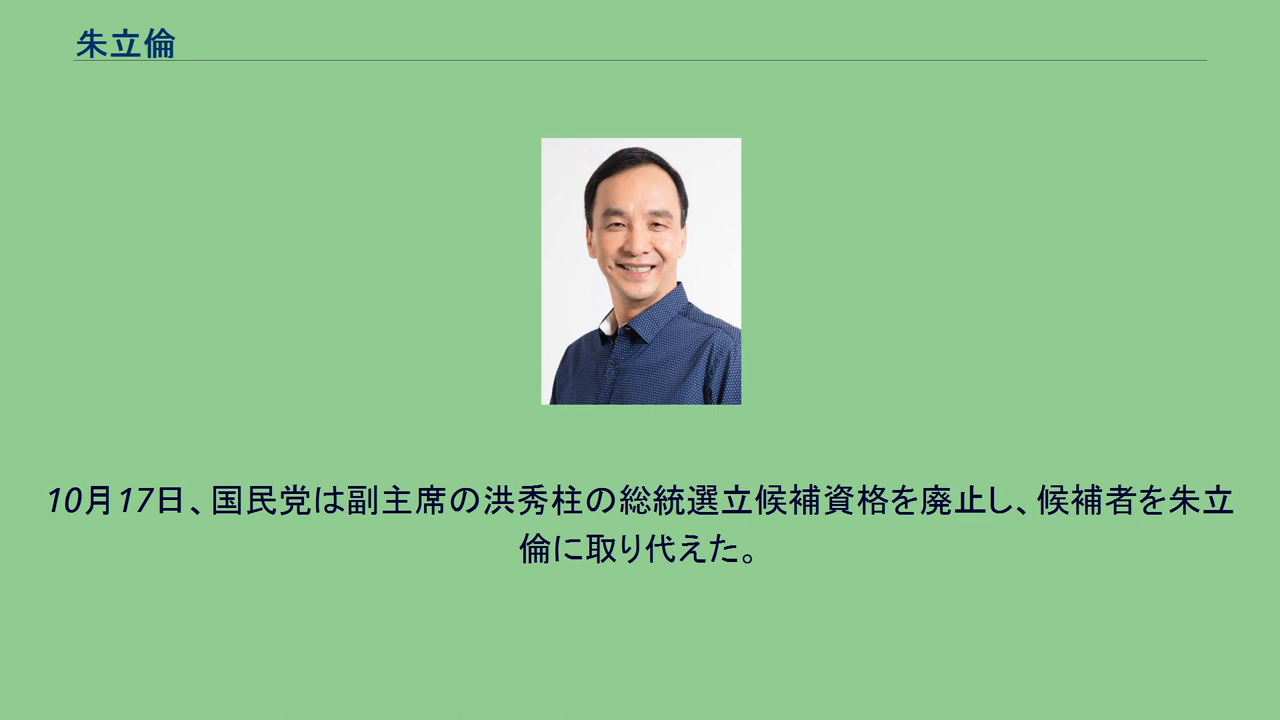 朱立倫
10月17日、国民党は副主席の洪秀柱の総統選立候補資格を廃止し、候補者を朱立
倫に取り代えた。